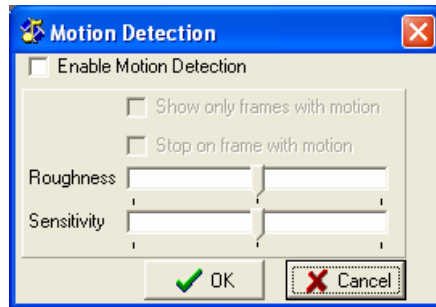 Motion Detection
Enable Motion Detection
Show only frames with motion
Stop on frame with motion
Roughness
Sensitivity
OK
Cancel